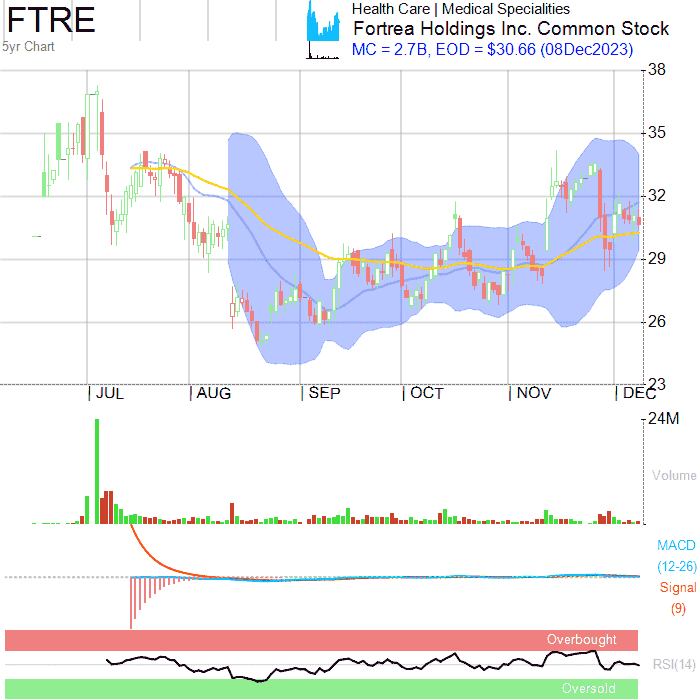 FTRE
5yr Chart
Health Care | Medical Specialities
Fortrea Holdings Inc. Common Stock
MC = 2.7B, EOD = $30.66 (08Dec2023)
38
35
32
29
26
23
JUL AUG SEP OCT NOV DEC
24M
Volume
MACD
(12-26)
Signal
(9)
Overbought
RSI(14)
Oversold